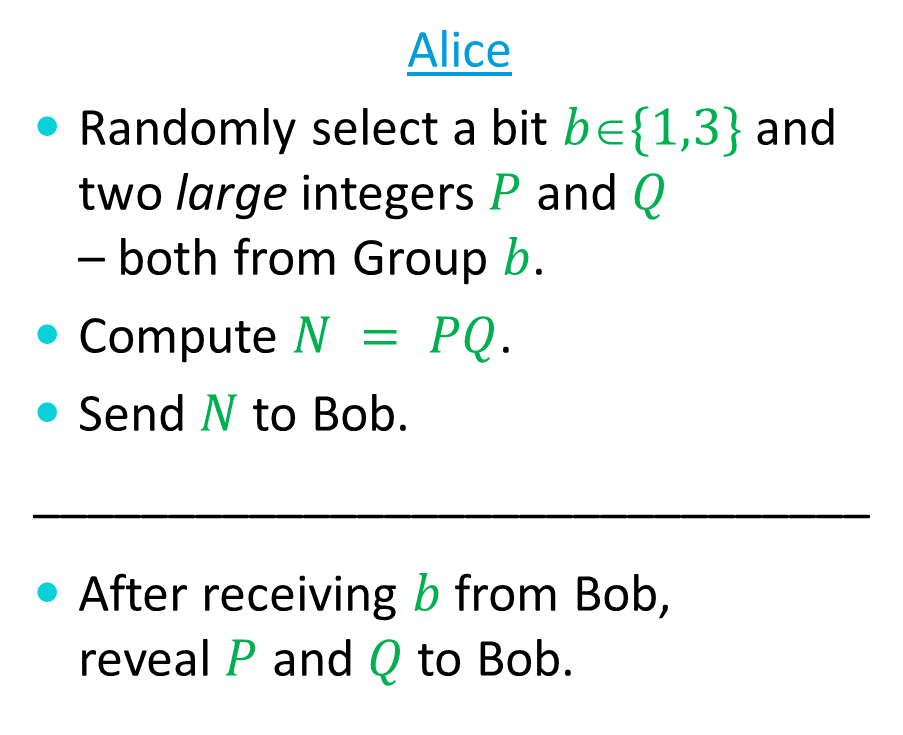 Alice
• Randomly select a bit b∈{1,3} and
two large integers P and Q
– both from Group b.
• Compute N = PQ.
• Send N to Bob.
• After receiving b from Bob,
reveal P and Q to Bob.